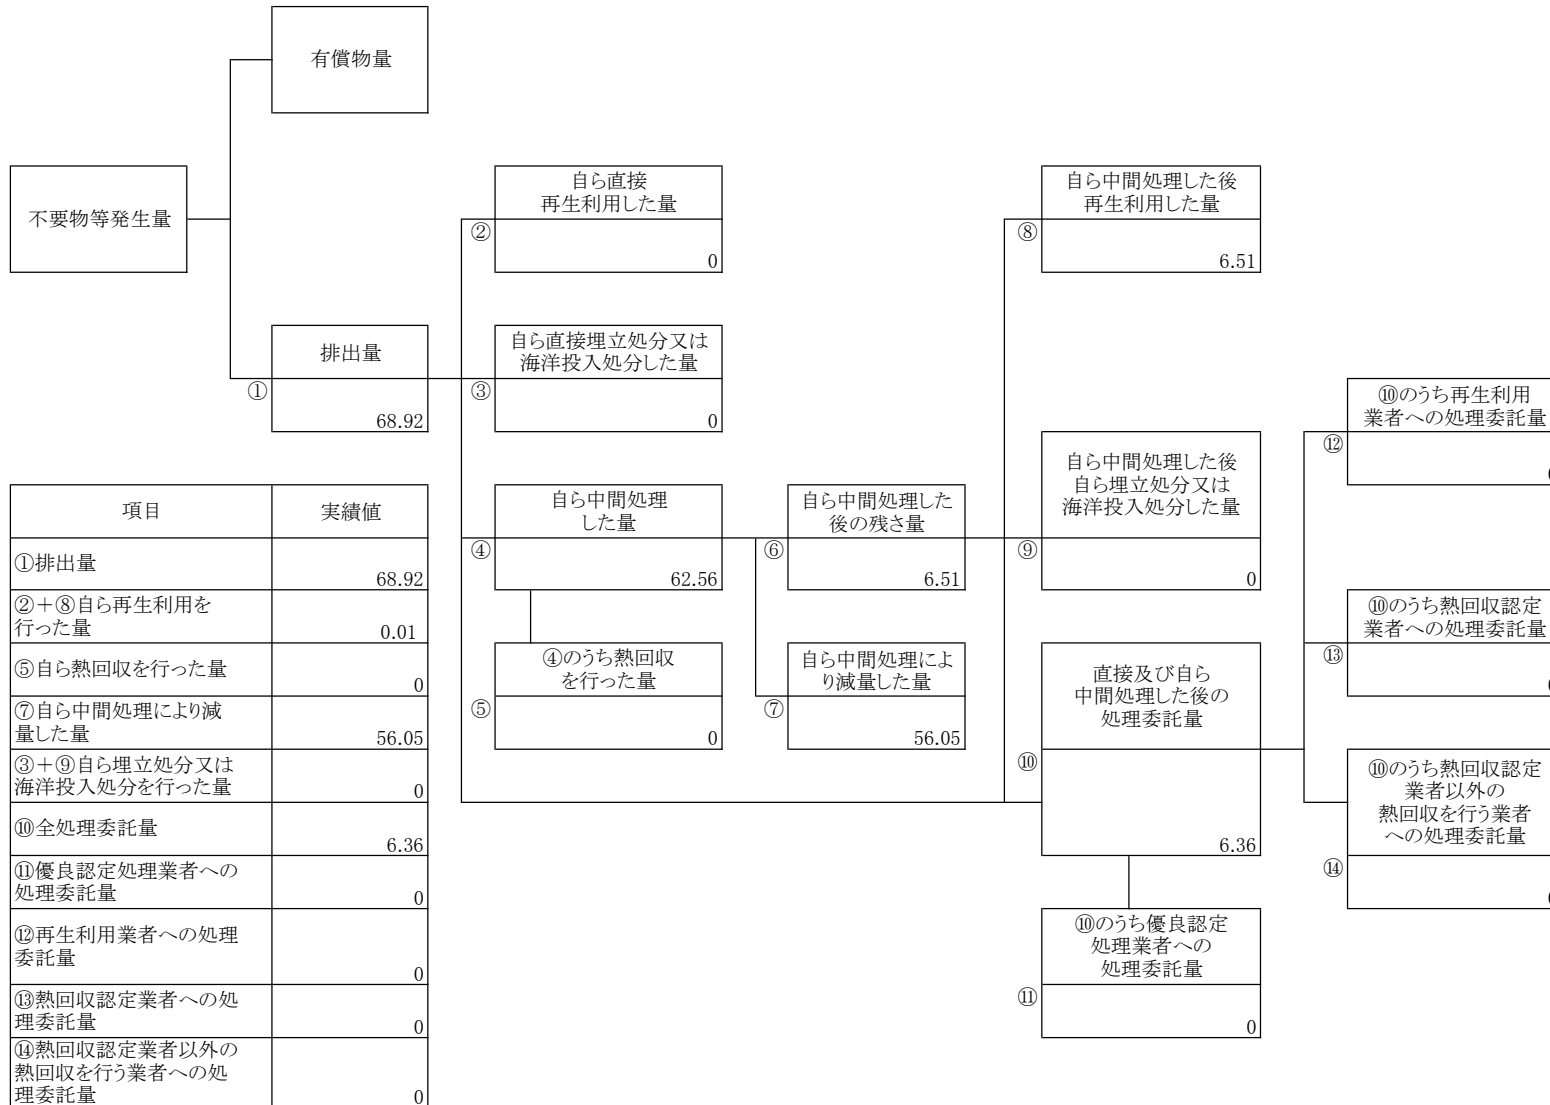 有償物量
不要物等発生量
自ら直接
再生利用した量
②
0
自ら中間処理した後
再生利用した量
⑧
6.51
排出量
①
68.92
自ら直接埋立処分又は
海洋投入処分した量
③
0
⑩のうち再生利用
業者への処理委託量
⑫
自ら中間処理した後
自ら埋立処分又は
海洋投入処分した量
⑨
0
自ら中間処理
した量
④
62.56
自ら中間処理した
後の残さ量
⑥
6.51
④のうち熱回収
を行った量
⑤
0
自ら中間処理によ
り減量した量
⑦
56.05
⑩のうち熱回収認定
業者への処理委託量
⑬
直接及び自ら
中間処理した後の
処理委託量
⑩
6.36
⑩のうち熱回収認定
業者以外の
熱回収を行う業者
への処理委託量
⑭
⑩のうち優良認定
処理業者への
処理委託量
⑪
0
項目 実績値
①排出量 68.92
②+⑧自ら再生利用を
行った量 0.01
⑤自ら熱回収を行った量 0
⑦自ら中間処理により減
量した量 56.05
③+⑨自ら埋立処分又は
海洋投入処分を行った量 0
⑩全処理委託量 6.36
⑪優良認定処理業者への
処理委託量 0
⑫再生利用業者への処理
委託量 0
⑬熱回収認定業者への処
理委託量 0
⑭熱回収認定業者以外の
熱回収を行う業者への処
理委託量 0